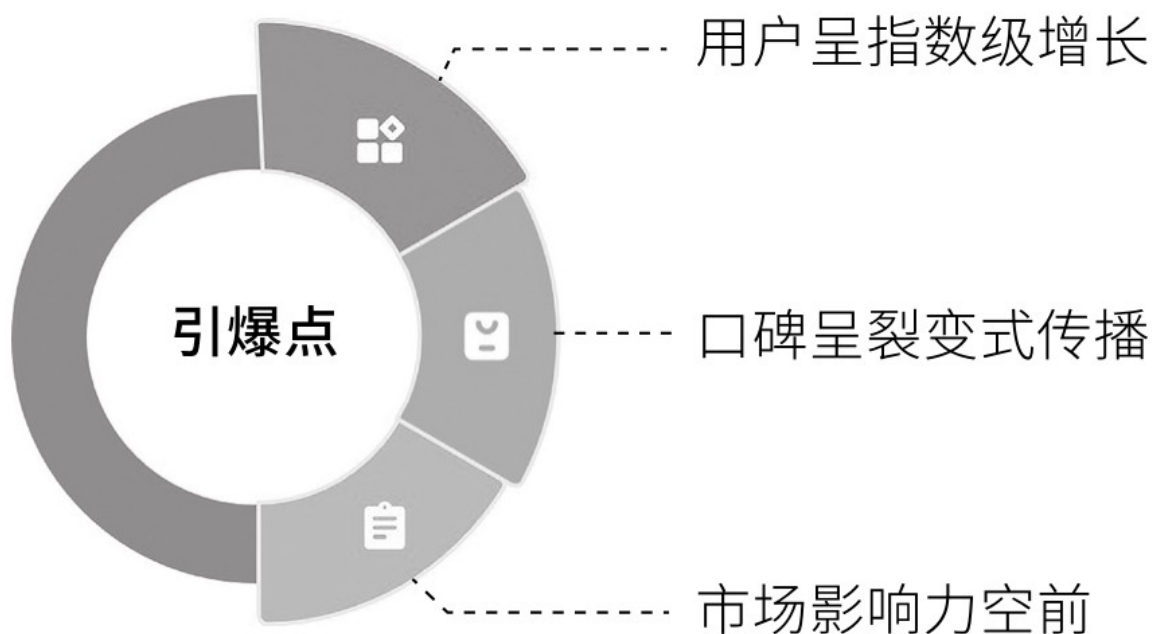 用户呈指数级增长
引爆点
口碑呈裂变式传播
市场影响力空前